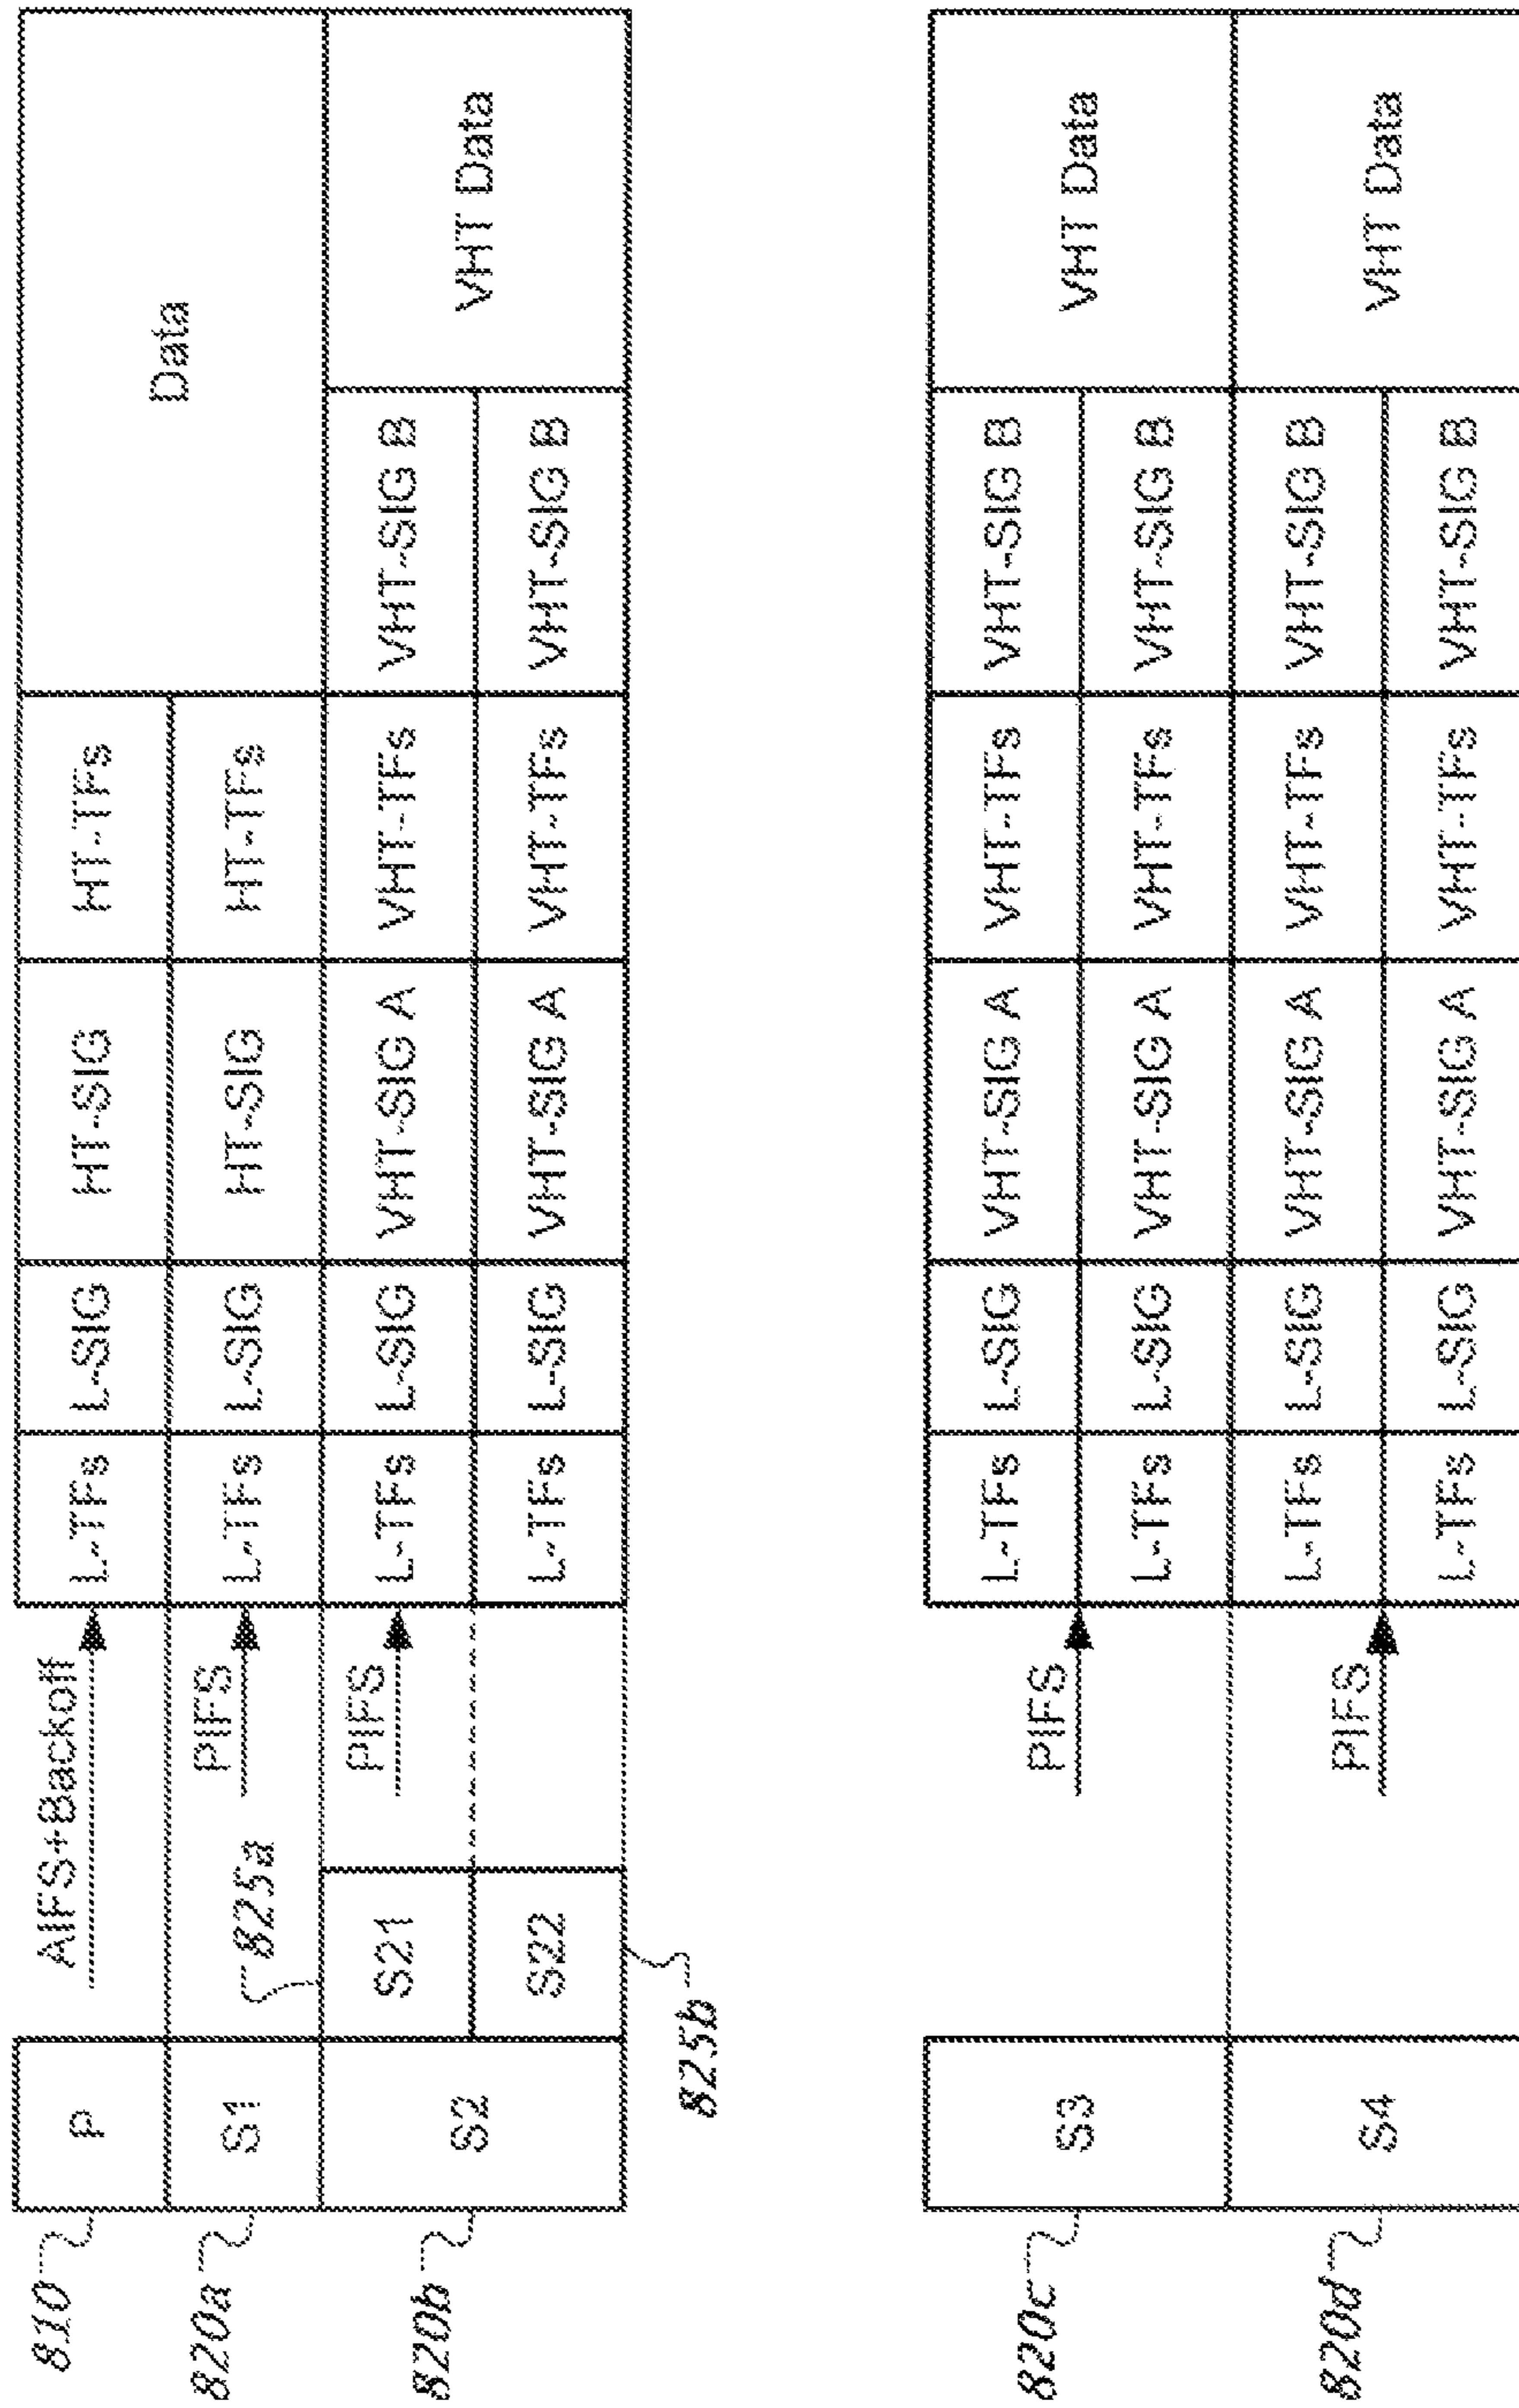 810 P AIFS+Backoff L-TFs L-SIG HT-SIG HT-TFs Data
820a S1 PIFS L-TFs L-SIG HT-SIG HT-TFs
825a
820b S2 S21 PIFS L-TFs L-SIG VHT-SIG A VHT-TFs VHT-SIG B VHT Data
S22 L-TFs L-SIG VHT-SIG A VHT-TFs VHT-SIG B
825b
820c S3 PIFS L-TFs L-SIG VHT-SIG A VHT-TFs VHT-SIG B VHT Data
L-TFs L-SIG VHT-SIG A VHT-TFs VHT-SIG B
820d S4 PIFS L-TFs L-SIG VHT-SIG A VHT-TFs VHT-SIG B VHT Data
L-TFs L-SIG VHT-SIG A VHT-TFs VHT-SIG B